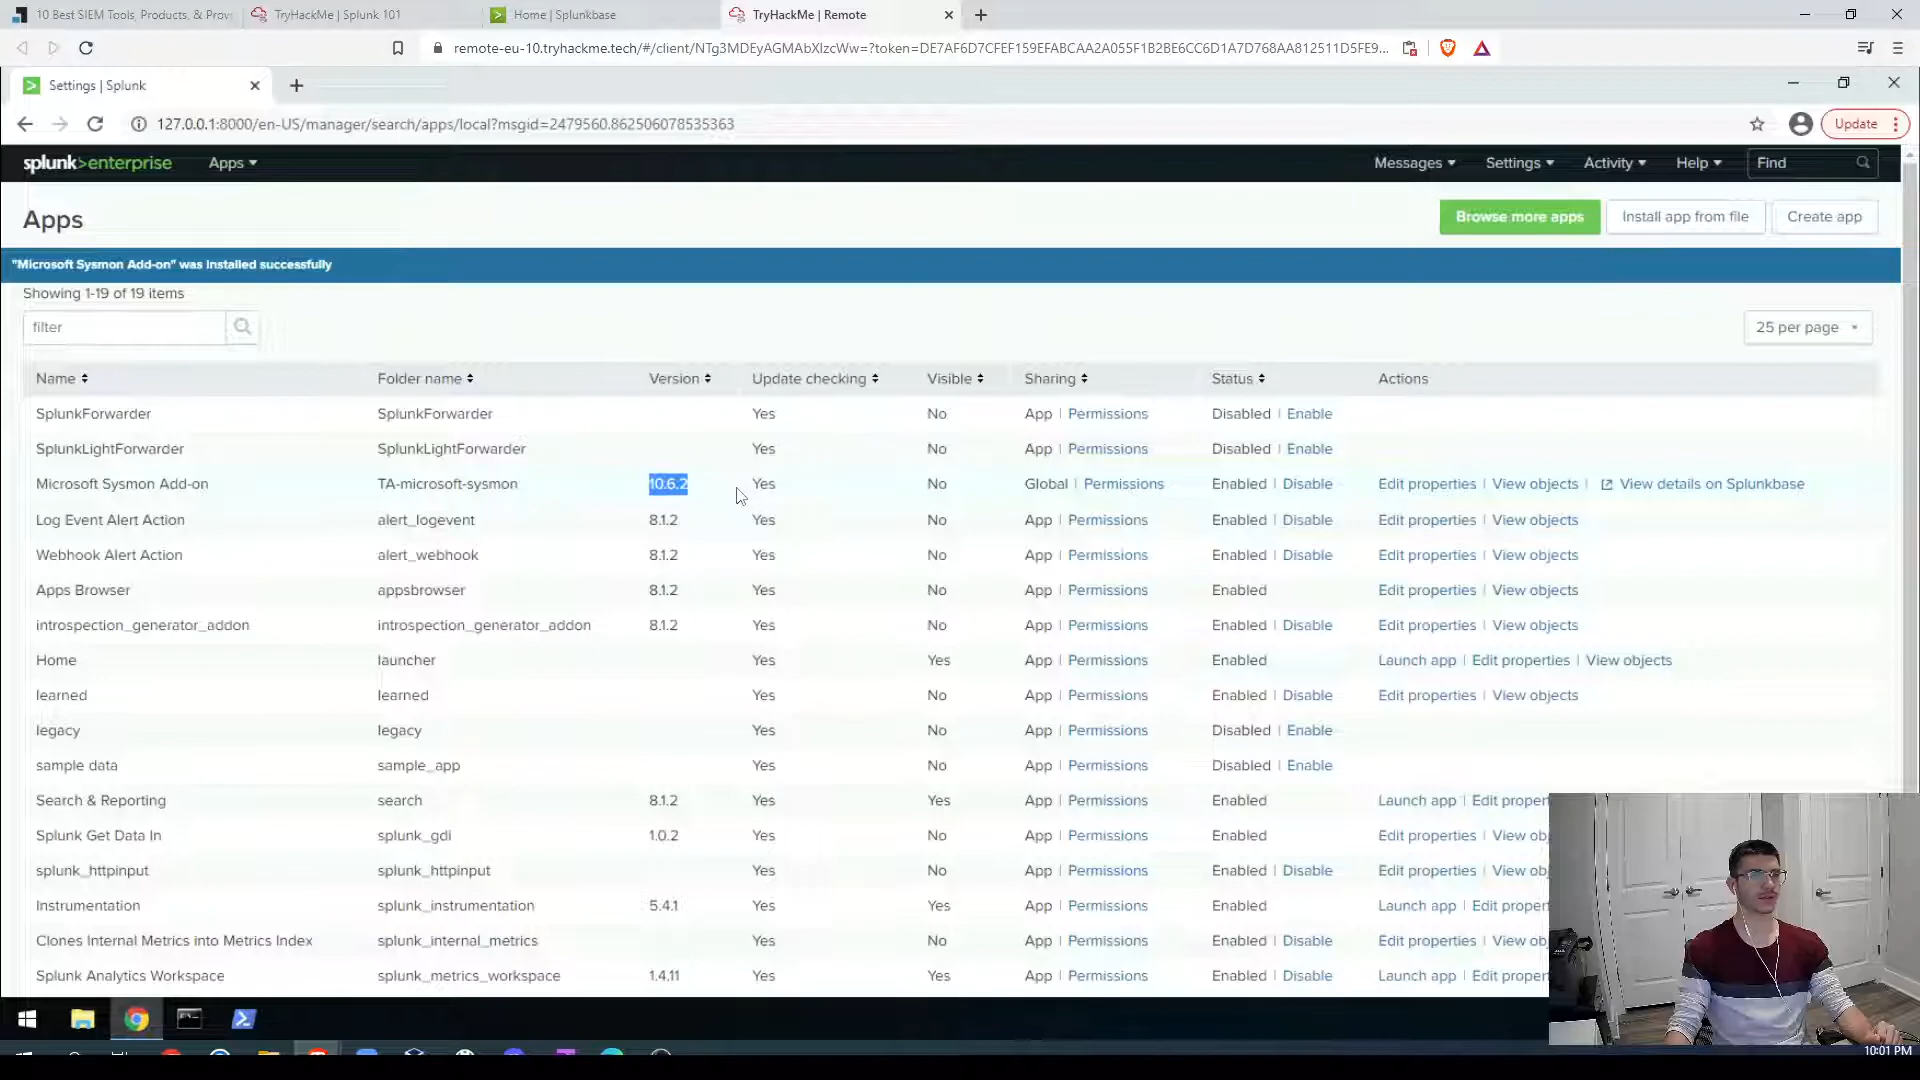 10 Best SIEM Tools, Products, & Prov
TryHackMe | Splunk 101
Home | Splunkbase
TryHackMe | Remote
remote-eu-10.tryhackme.tech/#/client/NTg3MDEyAGMAbXlzcWw=?token=DE7AF6D7CFEF159EFABCAA2A055F1B2BE6CC6D1A7D768AA812511D5FE9...
Settings | Splunk
127.0.0.1:8000/en-US/manager/search/apps/local?msgid=2479560.862506078535363
Update
splunk>enterprise Apps Messages Settings Activity Help Find
Apps
Browse more apps Install app from file Create app
"Microsoft Sysmon Add-on" was installed successfully
Showing 1-19 of 19 items
filter
25 per page
Name Folder name Version Update checking Visible Sharing Status Actions
SplunkForwarder SplunkForwarder Yes No App | Permissions Disabled | Enable
SplunkLightForwarder SplunkLightForwarder Yes No App | Permissions Disabled | Enable
Microsoft Sysmon Add-on TA-microsoft-sysmon 10.6.2 Yes No Global | Permissions Enabled | Disable Edit properties | View objects | View details on Splunkbase
Log Event Alert Action alert_logevent 8.1.2 Yes No App | Permissions Enabled | Disable Edit properties | View objects
Webhook Alert Action alert_webhook 8.1.2 Yes No App | Permissions Enabled | Disable Edit properties | View objects
Apps Browser appsbrowser 8.1.2 Yes No App | Permissions Enabled Edit properties | View objects
introspection_generator_addon introspection_generator_addon 8.1.2 Yes No App | Permissions Enabled | Disable Edit properties | View objects
Home launcher Yes Yes App | Permissions Enabled Launch app | Edit properties | View objects
learned learned Yes No App | Permissions Enabled | Disable Edit properties | View objects
legacy legacy Yes No App | Permissions Disabled | Enable
sample data sample_app Yes No App | Permissions Disabled | Enable
Search & Reporting search 8.1.2 Yes Yes App | Permissions Enabled Launch app | Edit proper
Splunk Get Data In splunk_gdi 1.0.2 Yes No App | Permissions Enabled Edit properties | View ob
splunk_httpinput splunk_httpinput Yes No App | Permissions Enabled | Disable Edit properties | View ob
Instrumentation splunk_instrumentation 5.4.1 Yes Yes App | Permissions Enabled Launch app | Edit proper
Clones Internal Metrics into Metrics Index splunk_internal_metrics Yes No App | Permissions Enabled | Disable Edit properties | View ob
Splunk Analytics Workspace splunk_metrics_workspace 1.4.11 Yes Yes App | Permissions Enabled | Disable Launch app | Edit proper
10:01 PM